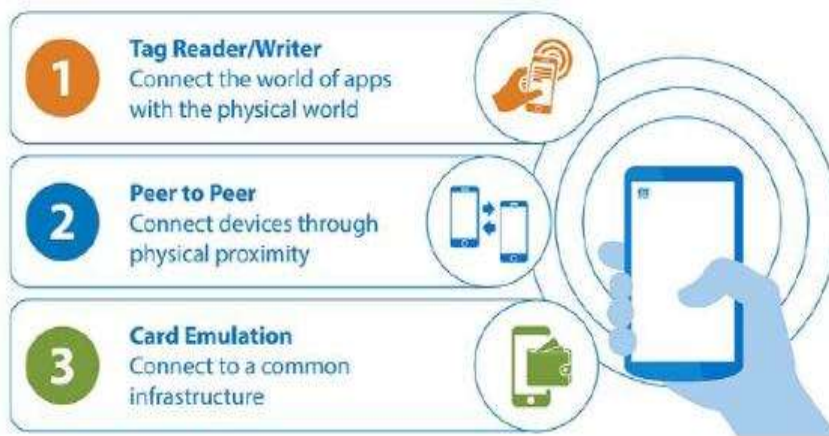 1
Tag Reader/Writer
Connect the world of apps
with the physical world
2
Peer to Peer
Connect devices through
physical proximity
3
Card Emulation
Connect to a common
infrastructure